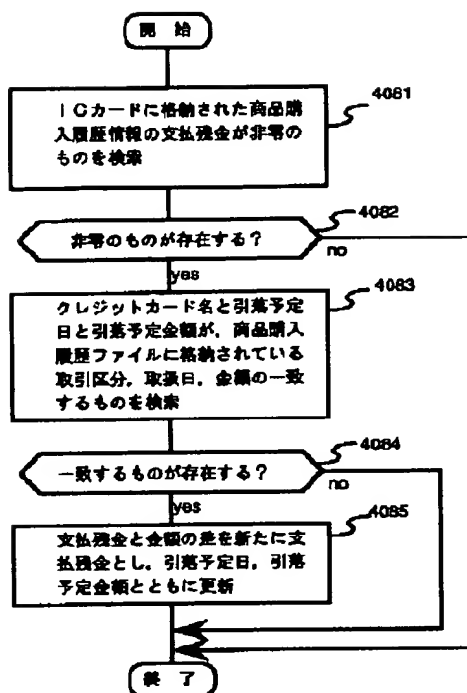 開 始
4081
ICカードに格納された商品購
入履歴情報の支払残金が非零の
ものを検索
4082
非零のものが存在する？
no
yes
4083
クレジットカード名と引落予定
日と引落予定金額が，商品購入
履歴ファイルに格納されている
取引区分，取扱日，金額の一致
するものを検索
4084
一致するものが存在する？
no
yes
4085
支払残金と金額の差を新たに支
払残金とし，引落予定日，引落
予定金額とともに更新
終 了